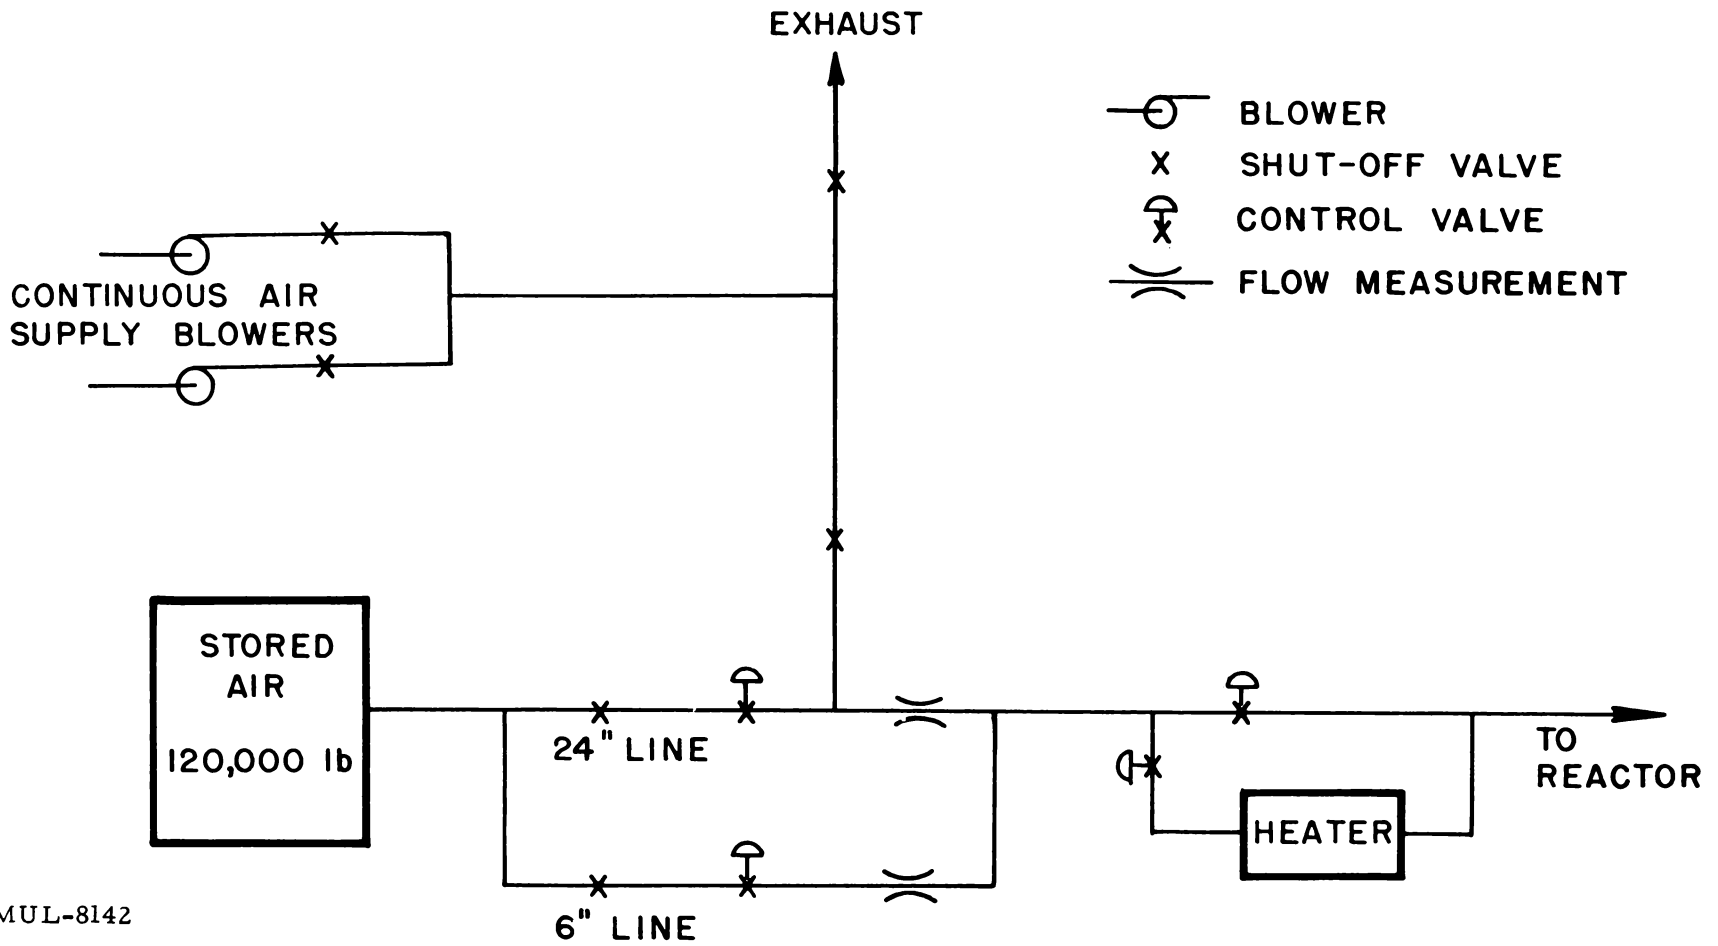 EXHAUST
BLOWER
SHUT-OFF VALVE
CONTROL VALVE
FLOW MEASUREMENT
CONTINUOUS AIR
SUPPLY BLOWERS
STORED
AIR
120,000 lb
24" LINE
6" LINE
HEATER
TO
REACTOR
MUL-8142